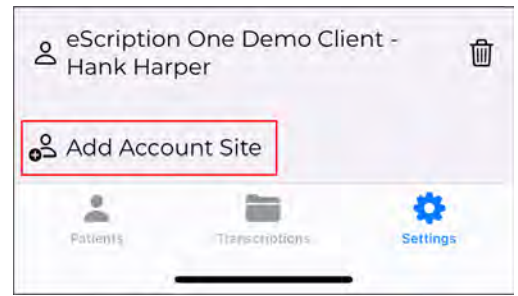 eScription One Demo Client -
Hank Harper
Add Account Site
Patients
Transcriptions
Settings